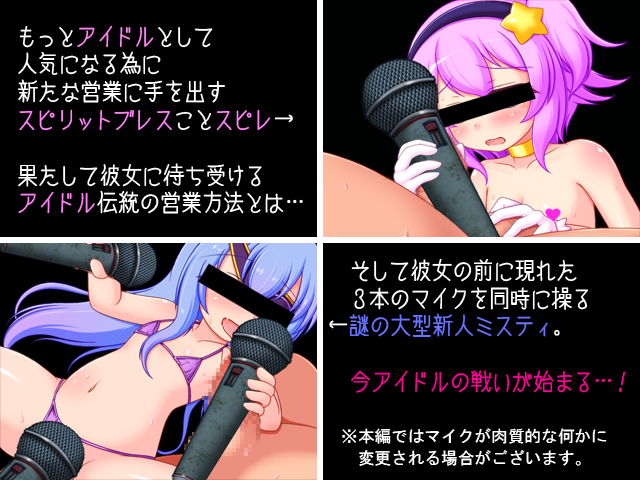 もっとアイドルとして
人気になる為に
新たな営業に手を出す
スピリットブレスことスピレ→
果たして彼女に待ち受ける
アイドル伝統の営業方法とは…
そして彼女の前に現れた
３本のマイクを同時に操る
←謎の大型新人ミスティ。
今アイドルの戦いが始まる…！
※本編ではマイクが肉質的な何かに
変更される場合がございます。